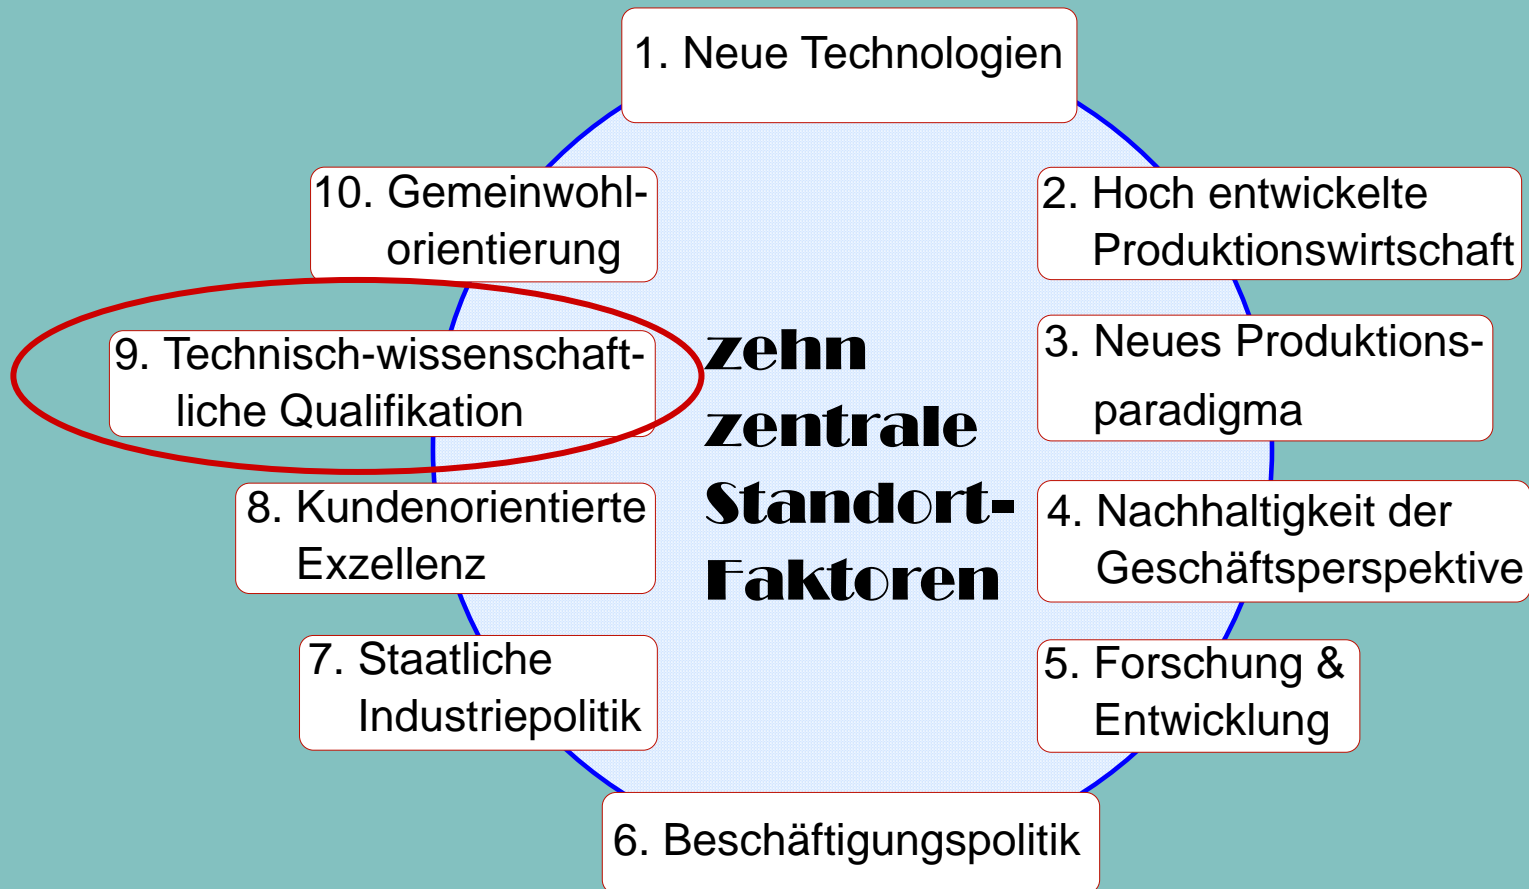 1. Neue Technologien
2. Hoch entwickelte
Produktionswirtschaft
3. Neues Produktions-
paradigma
4. Nachhaltigkeit der
Geschäftsperspektive
5. Forschung &
Entwicklung
6. Beschäftigungspolitik
7. Staatliche
Industriepolitik
8. Kundenorientierte
Exzellenz
9. Technisch-wissenschaft-
liche Qualifikation
10. Gemeinwohl-
orientierung
zehn
zentrale
Standort-
Faktoren